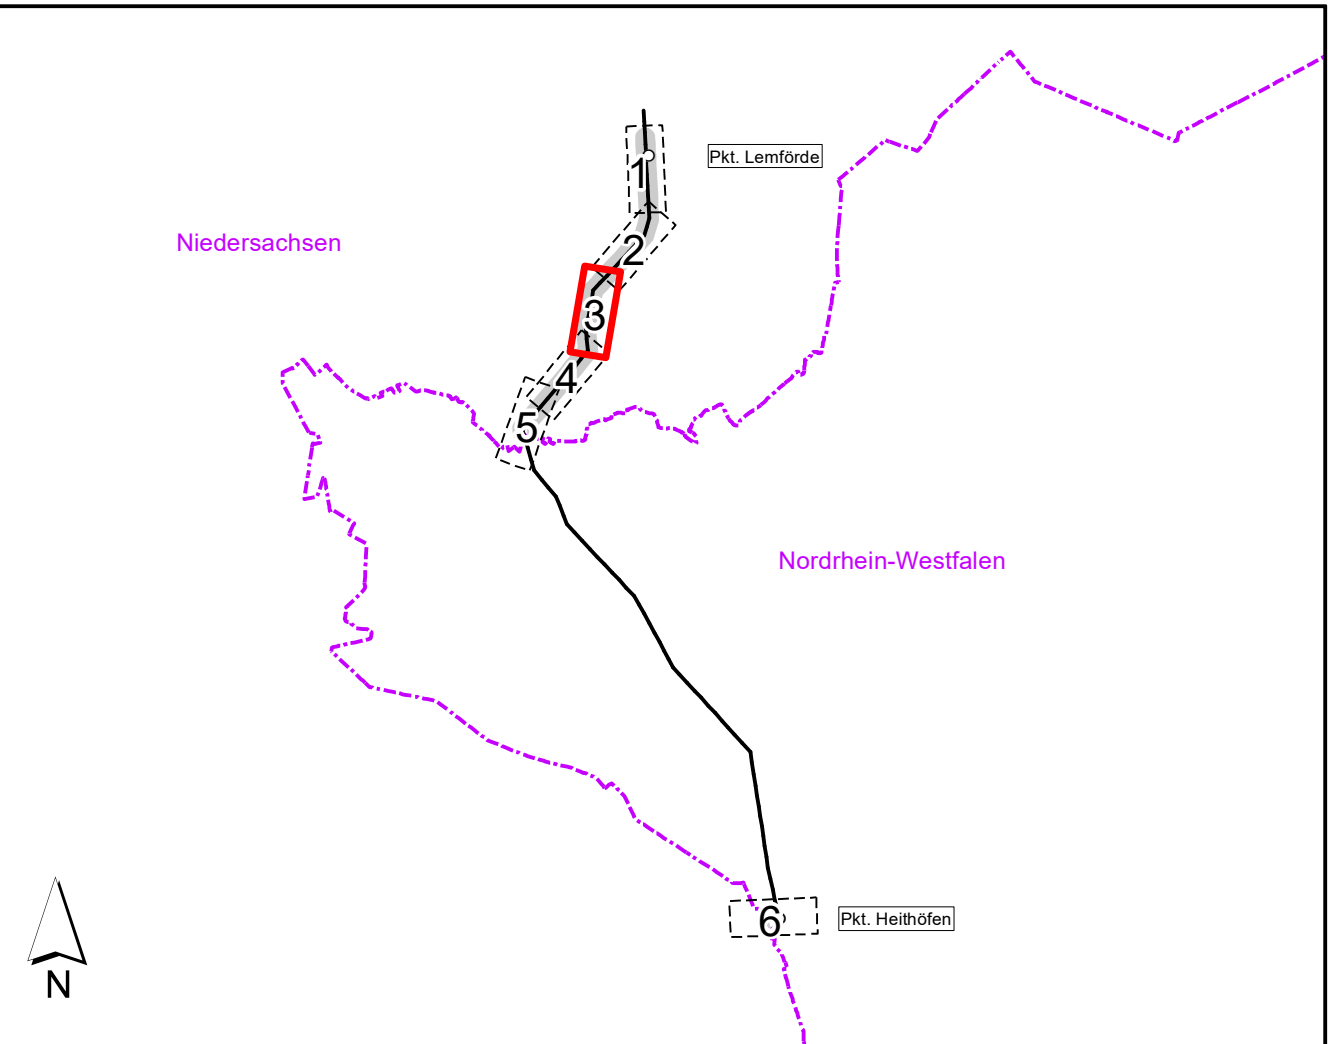 Pkt. Lemförde
1
Niedersachsen
2
3
4
5
Nordrhein-Westfalen
6
Pkt. Heithöfen
N